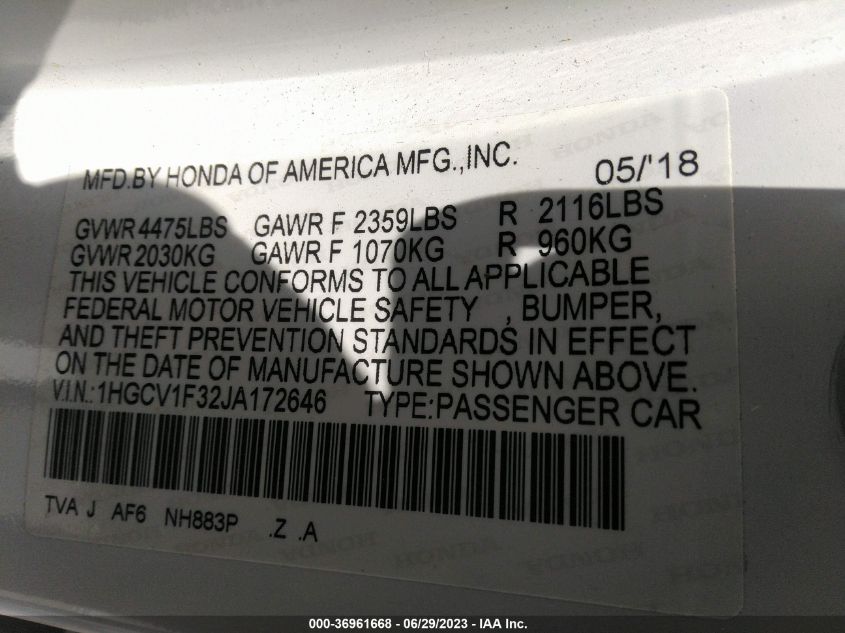 MFD.BY HONDA OF AMERICA MFG.,INC. 05/'18
GVWR 4475LBS GAWR F 2359LBS R 2116LBS
GVWR 2030KG GAWR F 1070KG R 960KG
THIS VEHICLE CONFORMS TO ALL APPLICABLE
FEDERAL MOTOR VEHICLE SAFETY , BUMPER,
AND THEFT PREVENTION STANDARDS IN EFFECT
ON THE DATE OF MANUFACTURE SHOWN ABOVE.
V.I.N.:1HGCV1F32JA172646 TYPE:PASSENGER CAR
TVA J AF6 NH883P .Z .A
HONDA
000-36961668 - 06/29/2023 - IAA Inc.